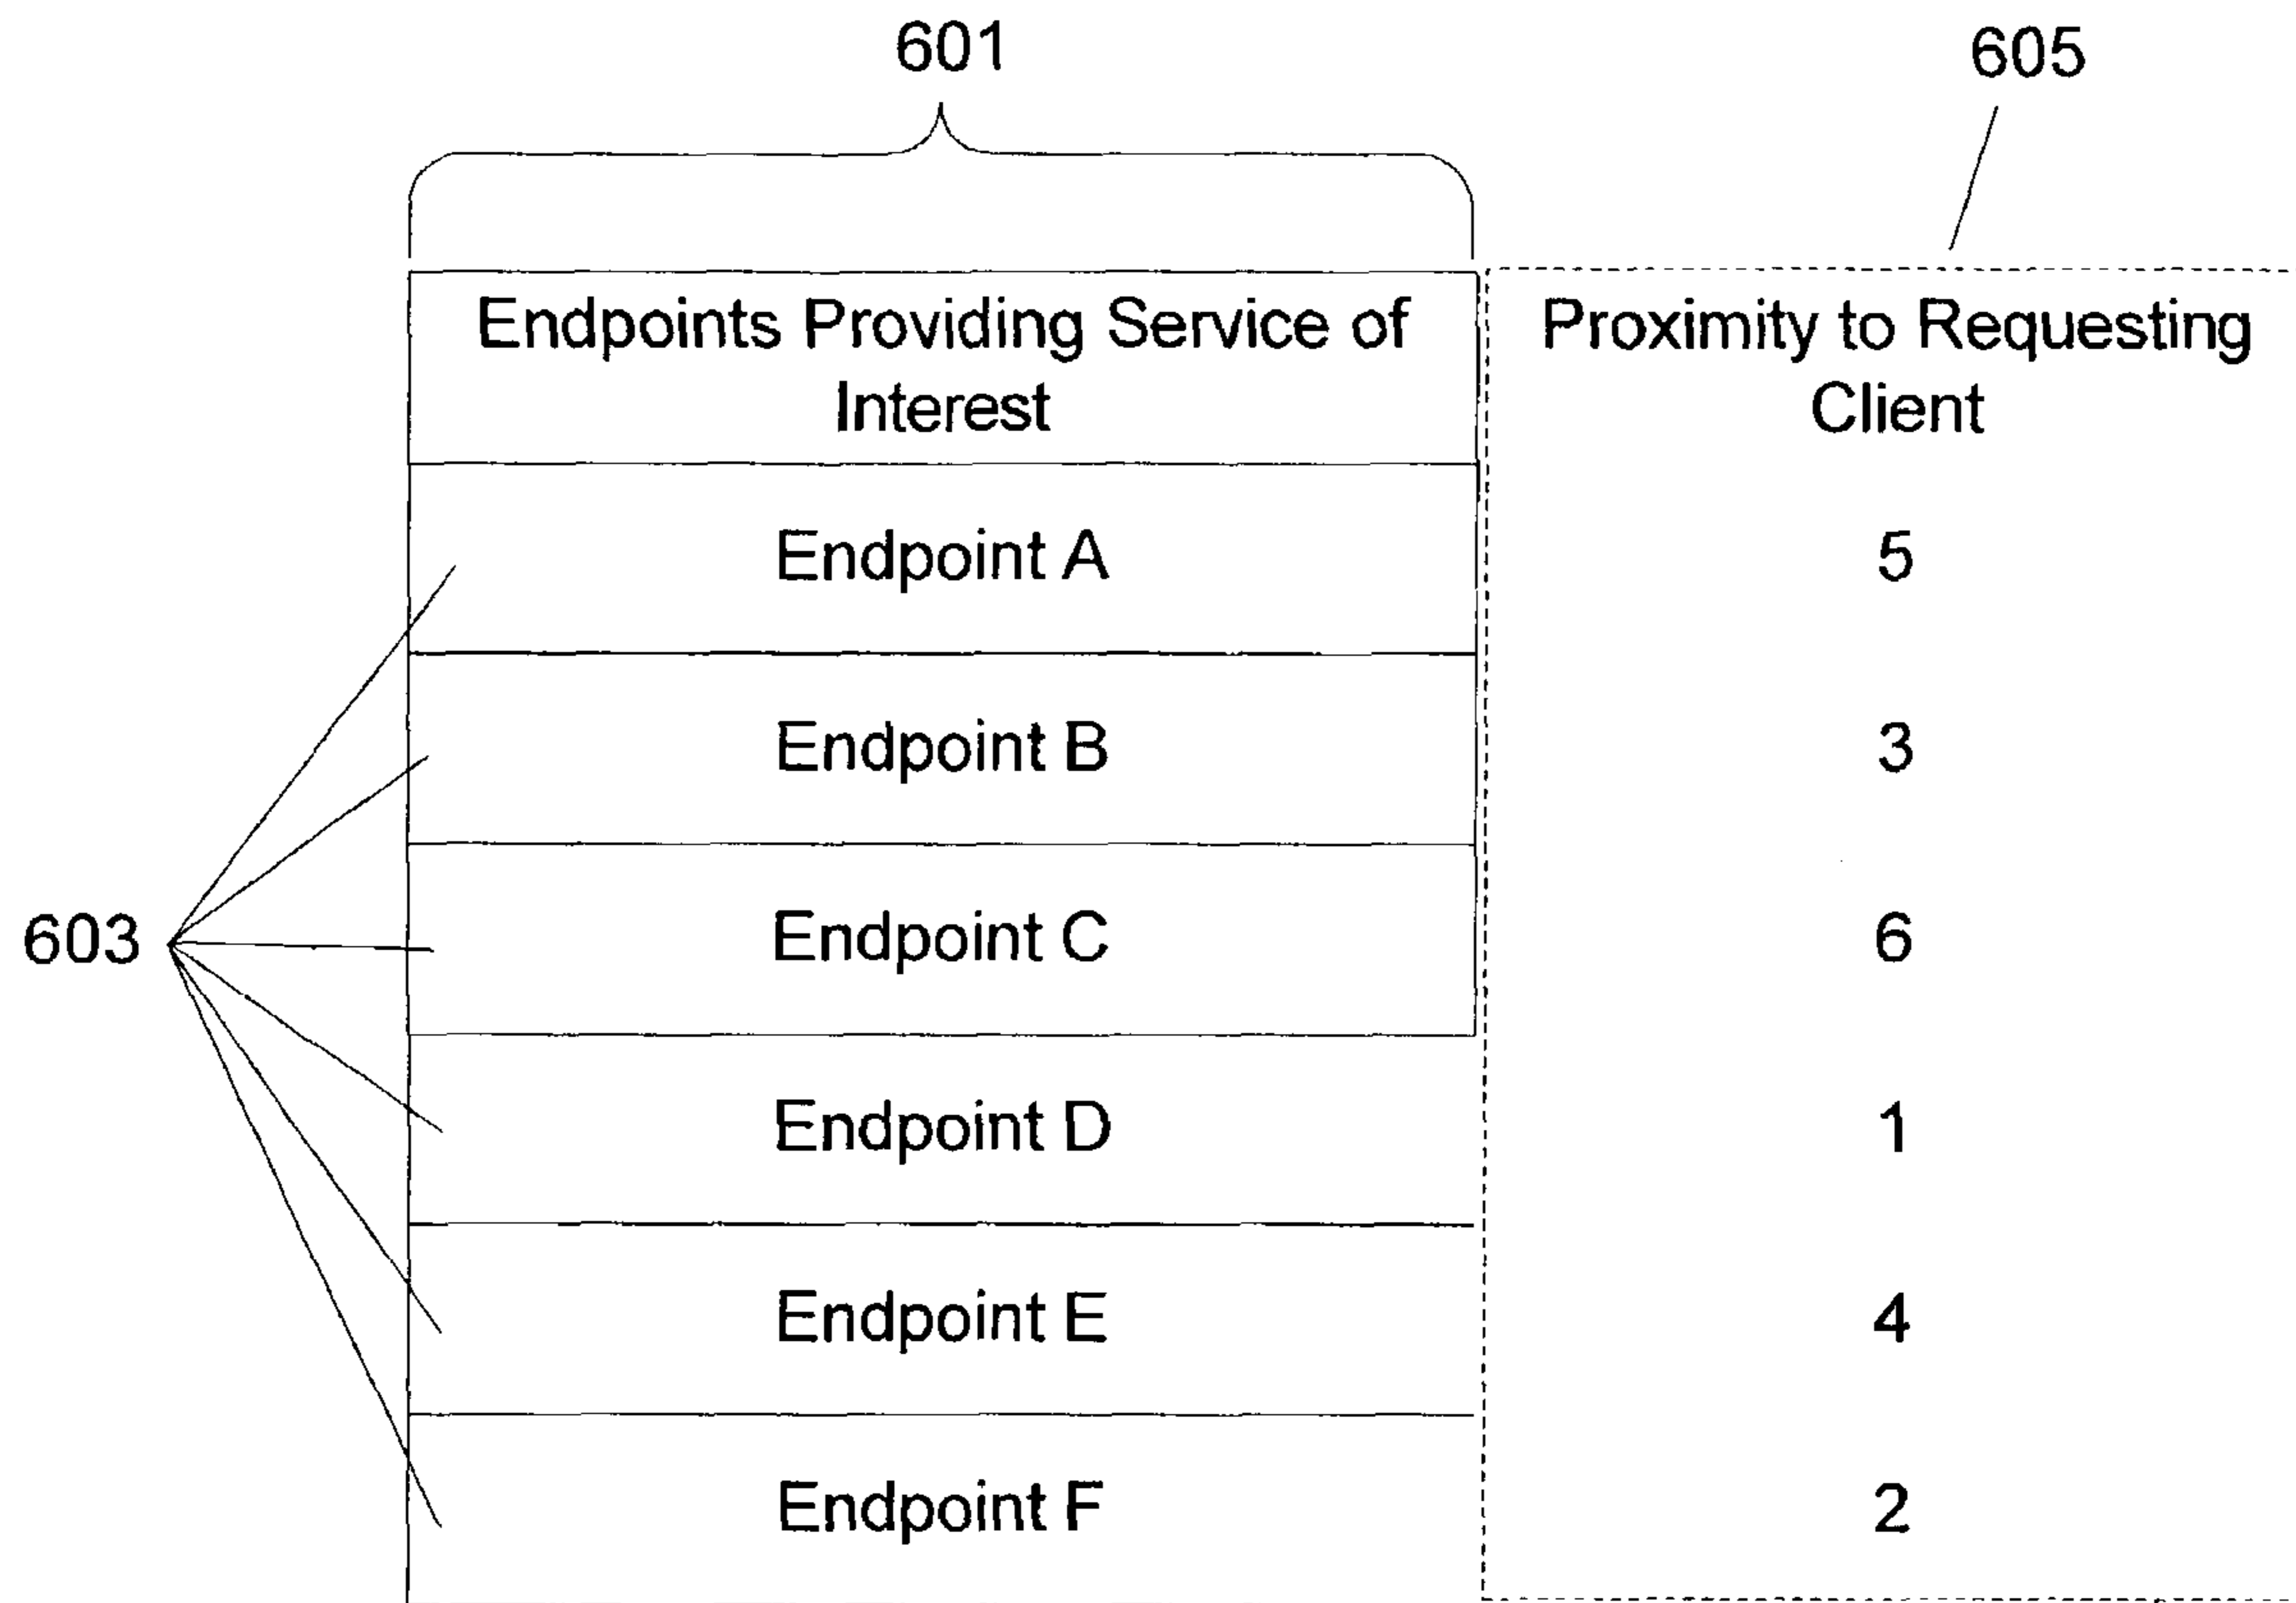 601
605
Endpoints Providing Service of
Interest
Proximity to Requesting
Client
Endpoint A
5
Endpoint B
3
603
Endpoint C
6
Endpoint D
1
Endpoint E
4
Endpoint F
2